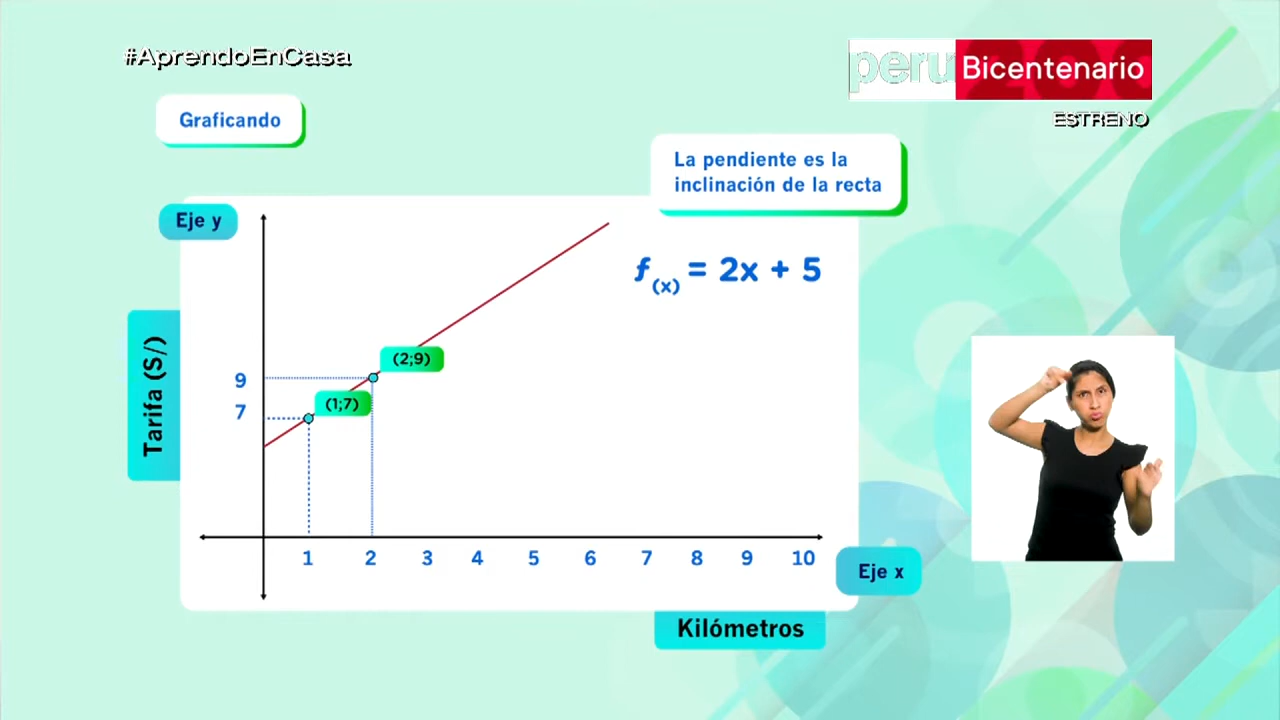 #AprendoEnCasa
perú Bicentenario
ESTRENO
Graficando
La pendiente es la
inclinación de la recta
Eje y
f(x) = 2x + 5
Tarifa (S/)
(2;9)
9
(1;7)
7
1 2 3 4 5 6 7 8 9 10
Eje x
Kilómetros